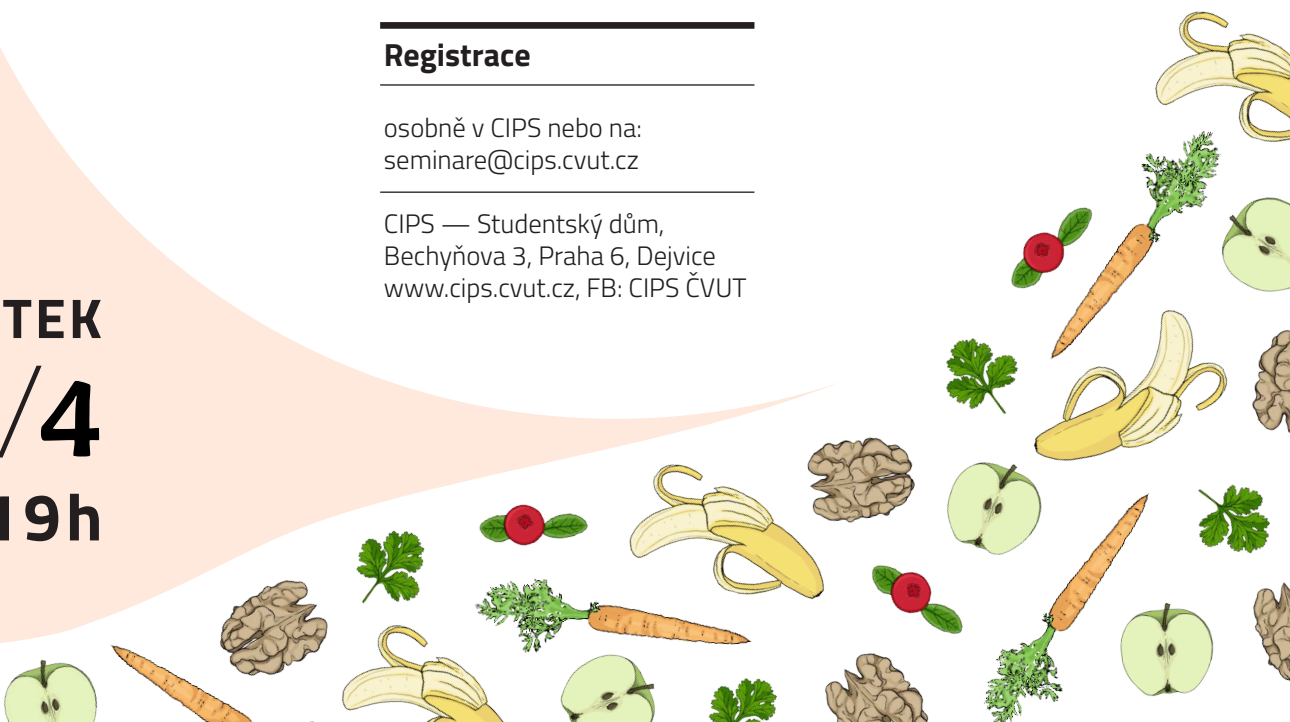 Registrace
osobně v CIPS nebo na:
seminare@cips.cvut.cz
CIPS — Studentský dům,
Bechyňova 3, Praha 6, Dejvice
www.cips.cvut.cz, FB: CIPS ČVUT
TEK
/4
19h